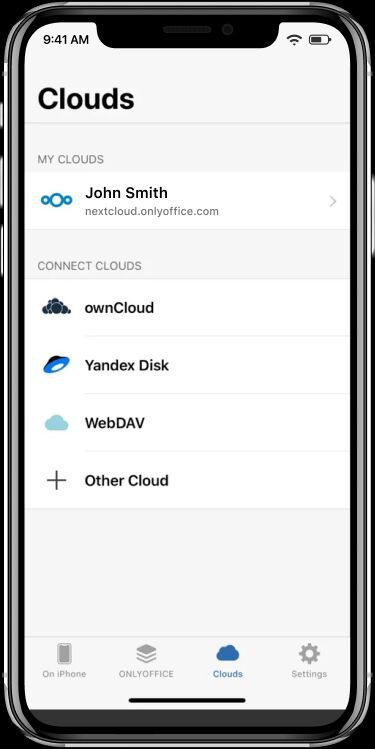 9:41 AM
Clouds
MY CLOUDS
John Smith
nextcloud.onlyoffice.com
CONNECT CLOUDS
ownCloud
Yandex Disk
WebDAV
Other Cloud
On iPhone ONLYOFFICE Clouds Settings